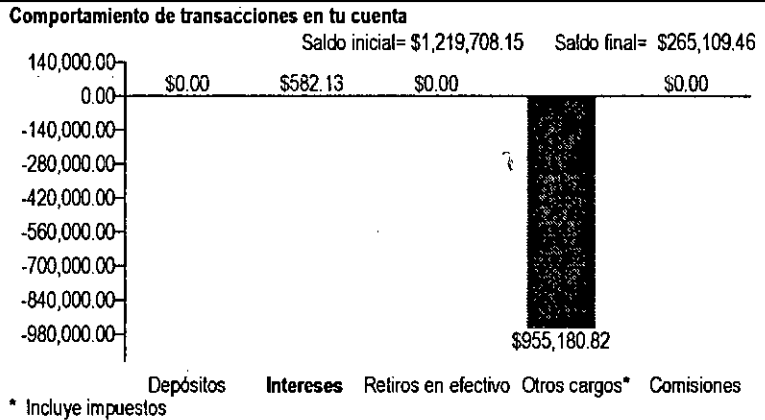 Comportamiento de transacciones en tu cuenta
Saldo inicial= $1,219,708.15 Saldo final= $265,109.46
140,000.00
$0.00 $582.13 $0.00 $0.00
0.00
-140,000.00
-280,000.00
-420,000.00
-560,000.00
-700,000.00
-840,000.00
-980,000.00
$955,180.82
Depósitos Intereses Retiros en efectivo Otros cargos* Comisiones
* Incluye impuestos